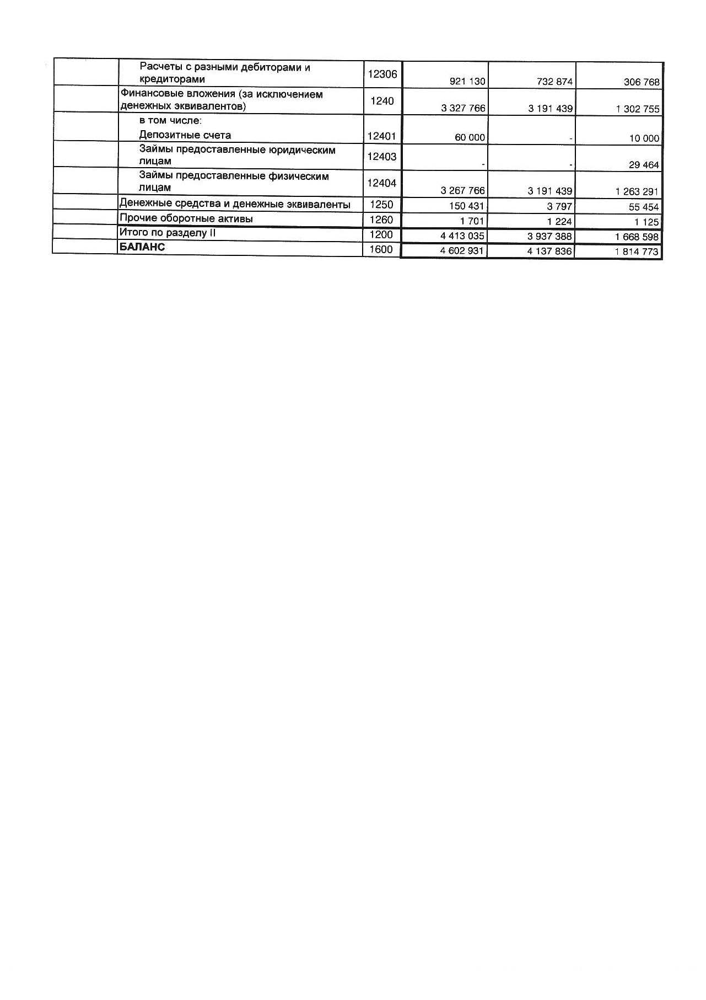 Расчеты с разными дебиторами и
кредиторами 12306 921 130 732 874 306 768
Финансовые вложения (за исключением
денежных эквивалентов) 1240 3 327 766 3 191 439 1 302 755
в том числе:
Депозитные счета 12401 60 000 - 10 000
Займы предоставленные юридическим
лицам 12403 - - 29 464
Займы предоставленные физическим
лицам 12404 3 267 766 3 191 439 1 263 291
Денежные средства и денежные эквиваленты 1250 150 431 3 797 55 454
Прочие оборотные активы 1260 1 701 1 224 1 125
Итого по разделу II 1200 4 413 035 3 937 388 1 668 598
БАЛАНС 1600 4 602 931 4 137 836 1 814 773